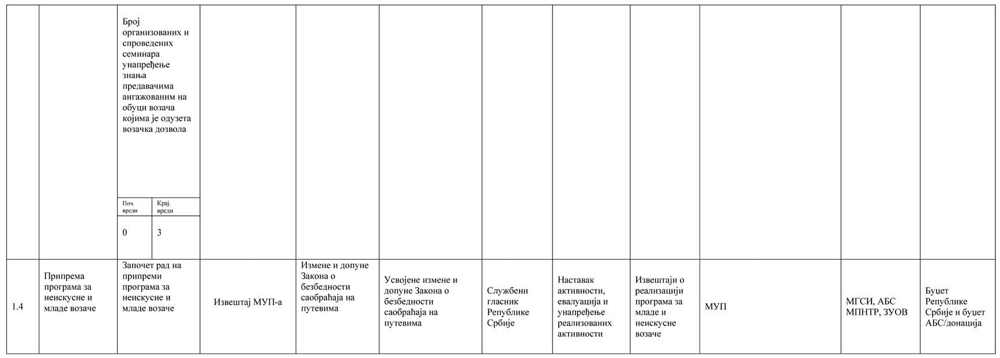 Број
организованих и
спроведених
семинара
унапређење
знања
предавачима
ангажованим на
обуци возача
којима је одузета
возачка дозвола
Поч.
вредн
Крај.
вредн
0
3
1.4
Припрема
програма за
неискусне и
младе возаче
Започет рад на
припреми
програма за
неискусне и
младе возаче
Извештај МУП-а
Измене и допуне
Закона о
безбедности
саобраћаја на
путевима
Усвојене измене и
допуне Закона о
безбедности
саобраћаја на
путевима
Службени
гласник
Републике
Србије
Наставак
активности,
евалуација и
унапређење
реализованих
активности
Извештаји о
реализацији
програма за
младе и
неискусне
возаче
МУП
МГСИ, АБС
МПНТР, ЗУОВ
Буџет
Републике
Србије и буџет
АБС/донација